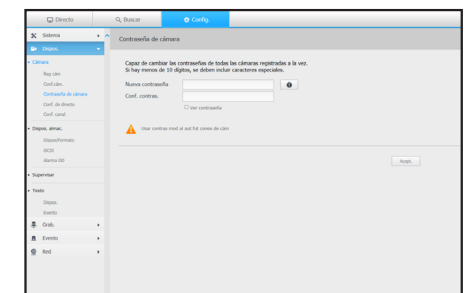 Directo
Buscar
Config.
Sistema
Dispos.
Cámara
Reg cám
Conf.cám.
Contraseña de cámara
Conf. de directo
Conf. canal
Dispos. almac.
Dispos/Formato
iSCSI
Alarma DD
Supervisar
Texto
Dispos.
Evento
Grab.
Evento
Red
Contraseña de cámara
Capaz de cambiar las contraseñas de todas las cámaras registradas a la vez.
Si hay menos de 10 dígitos, se deben incluir caracteres especiales.
Nueva contraseña
Conf. contras.
Ver contraseña
Usar contras mod al aut fut conex de cám
Acept.